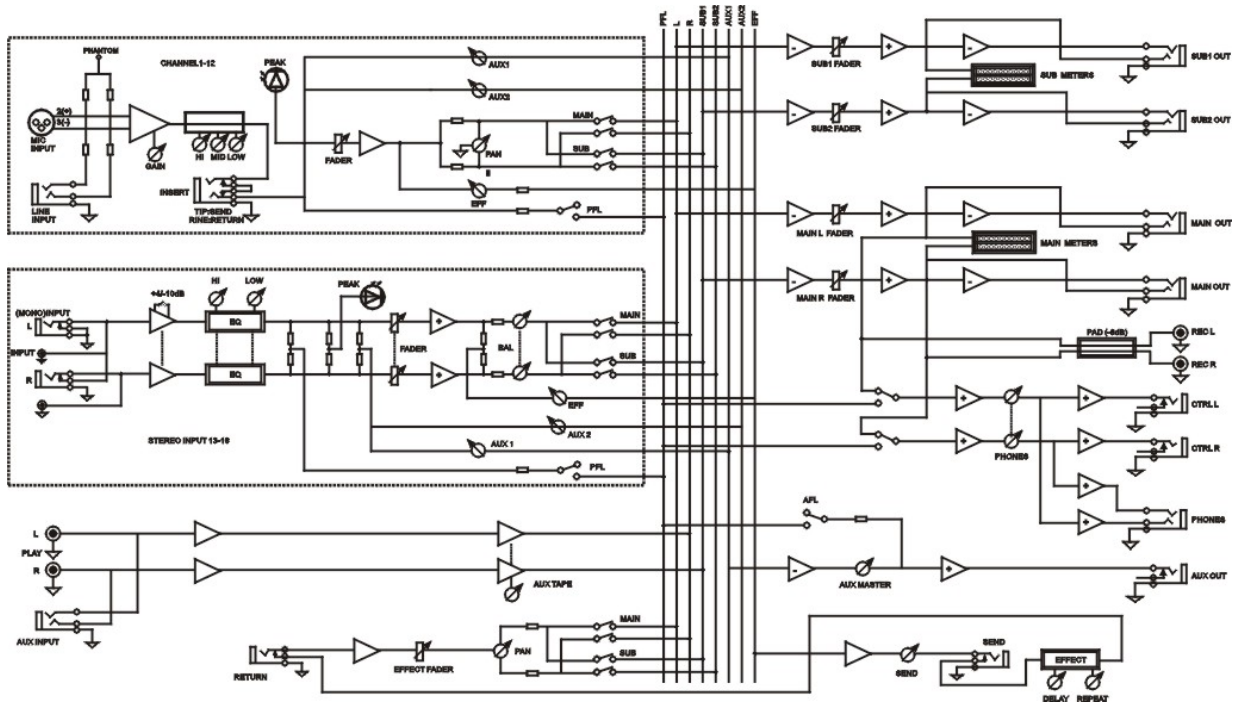 PFL
L
R
SUB1
SUB2
AUX1
AUX2
EFF
PHANTOM
CHANNEL1-12
PEAK
AUX1
AUX2
2(+)
3(-)
MIC
INPUT
GAIN
HI
MID
LOW
FADER
MAIN
PAN
SUB
INSERT
EFF
LINE
INPUT
TIP:SEND
RINE:RETURN
PFL
SUB1 FADER
SUB METERS
SUB1 OUT
SUB2 FADER
SUB2 OUT
MAIN L FADER
MAIN METERS
MAIN OUT
MAIN R FADER
MAIN OUT
HI
LOW
PEAK
+4/-10dB
(MONO)INPUT
L
EQ
MAIN
INPUT
FADER
BAL
SUB
R
EQ
EFF
AUX 2
STEREO INPUT 13-16
AUX 1
PFL
PAD (-6dB)
REC L
REC R
CTRL L
CTRL R
PHONES
PHONES
AFL
L
PLAY
R
AUX TAPE
AUX MASTER
AUX OUT
AUX INPUT
MAIN
PAN
SUB
EFFECT FADER
RETURN
SEND
SEND
EFFECT
DELAY
REPEAT